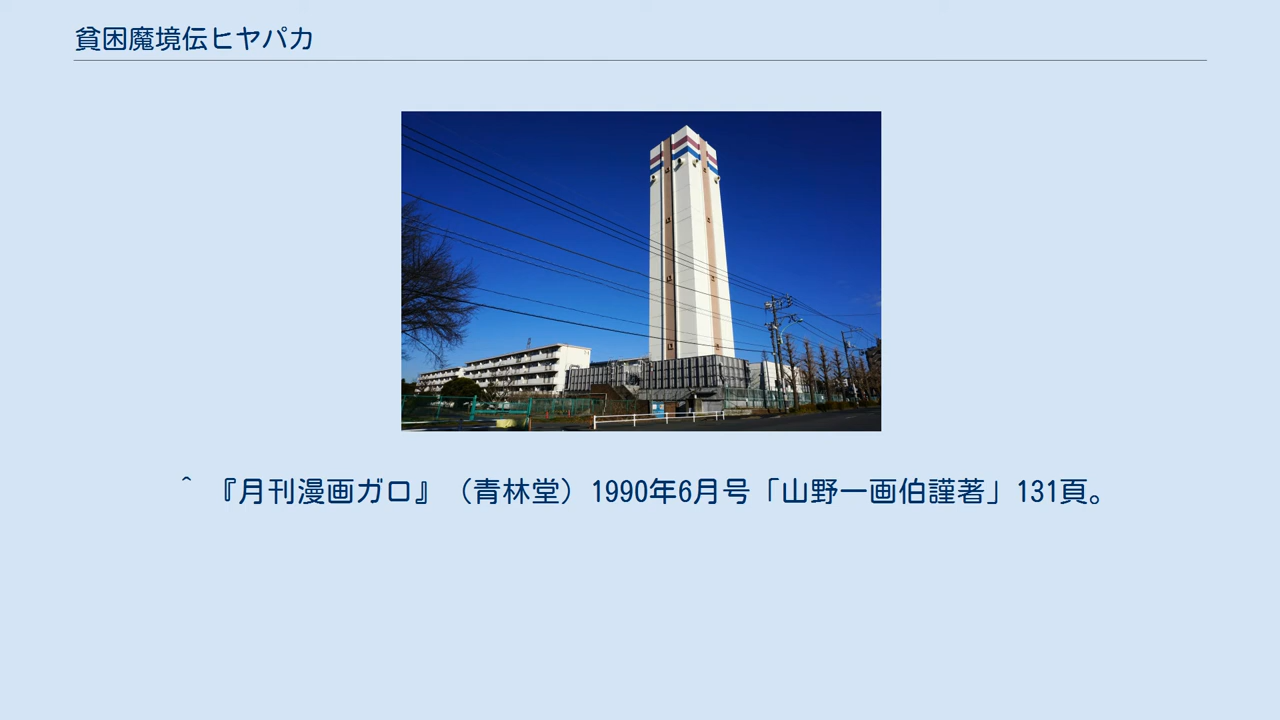 貧困魔境伝ヒヤパカ
^ 『月刊漫画ガロ』（青林堂）1990年6月号「山野一画伯謹著」131頁。